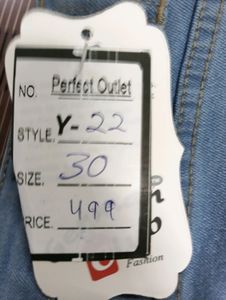 NO. Perfect Outlet
STYLE. Y-22
SIZE. 30
RICE. 499
Fashion